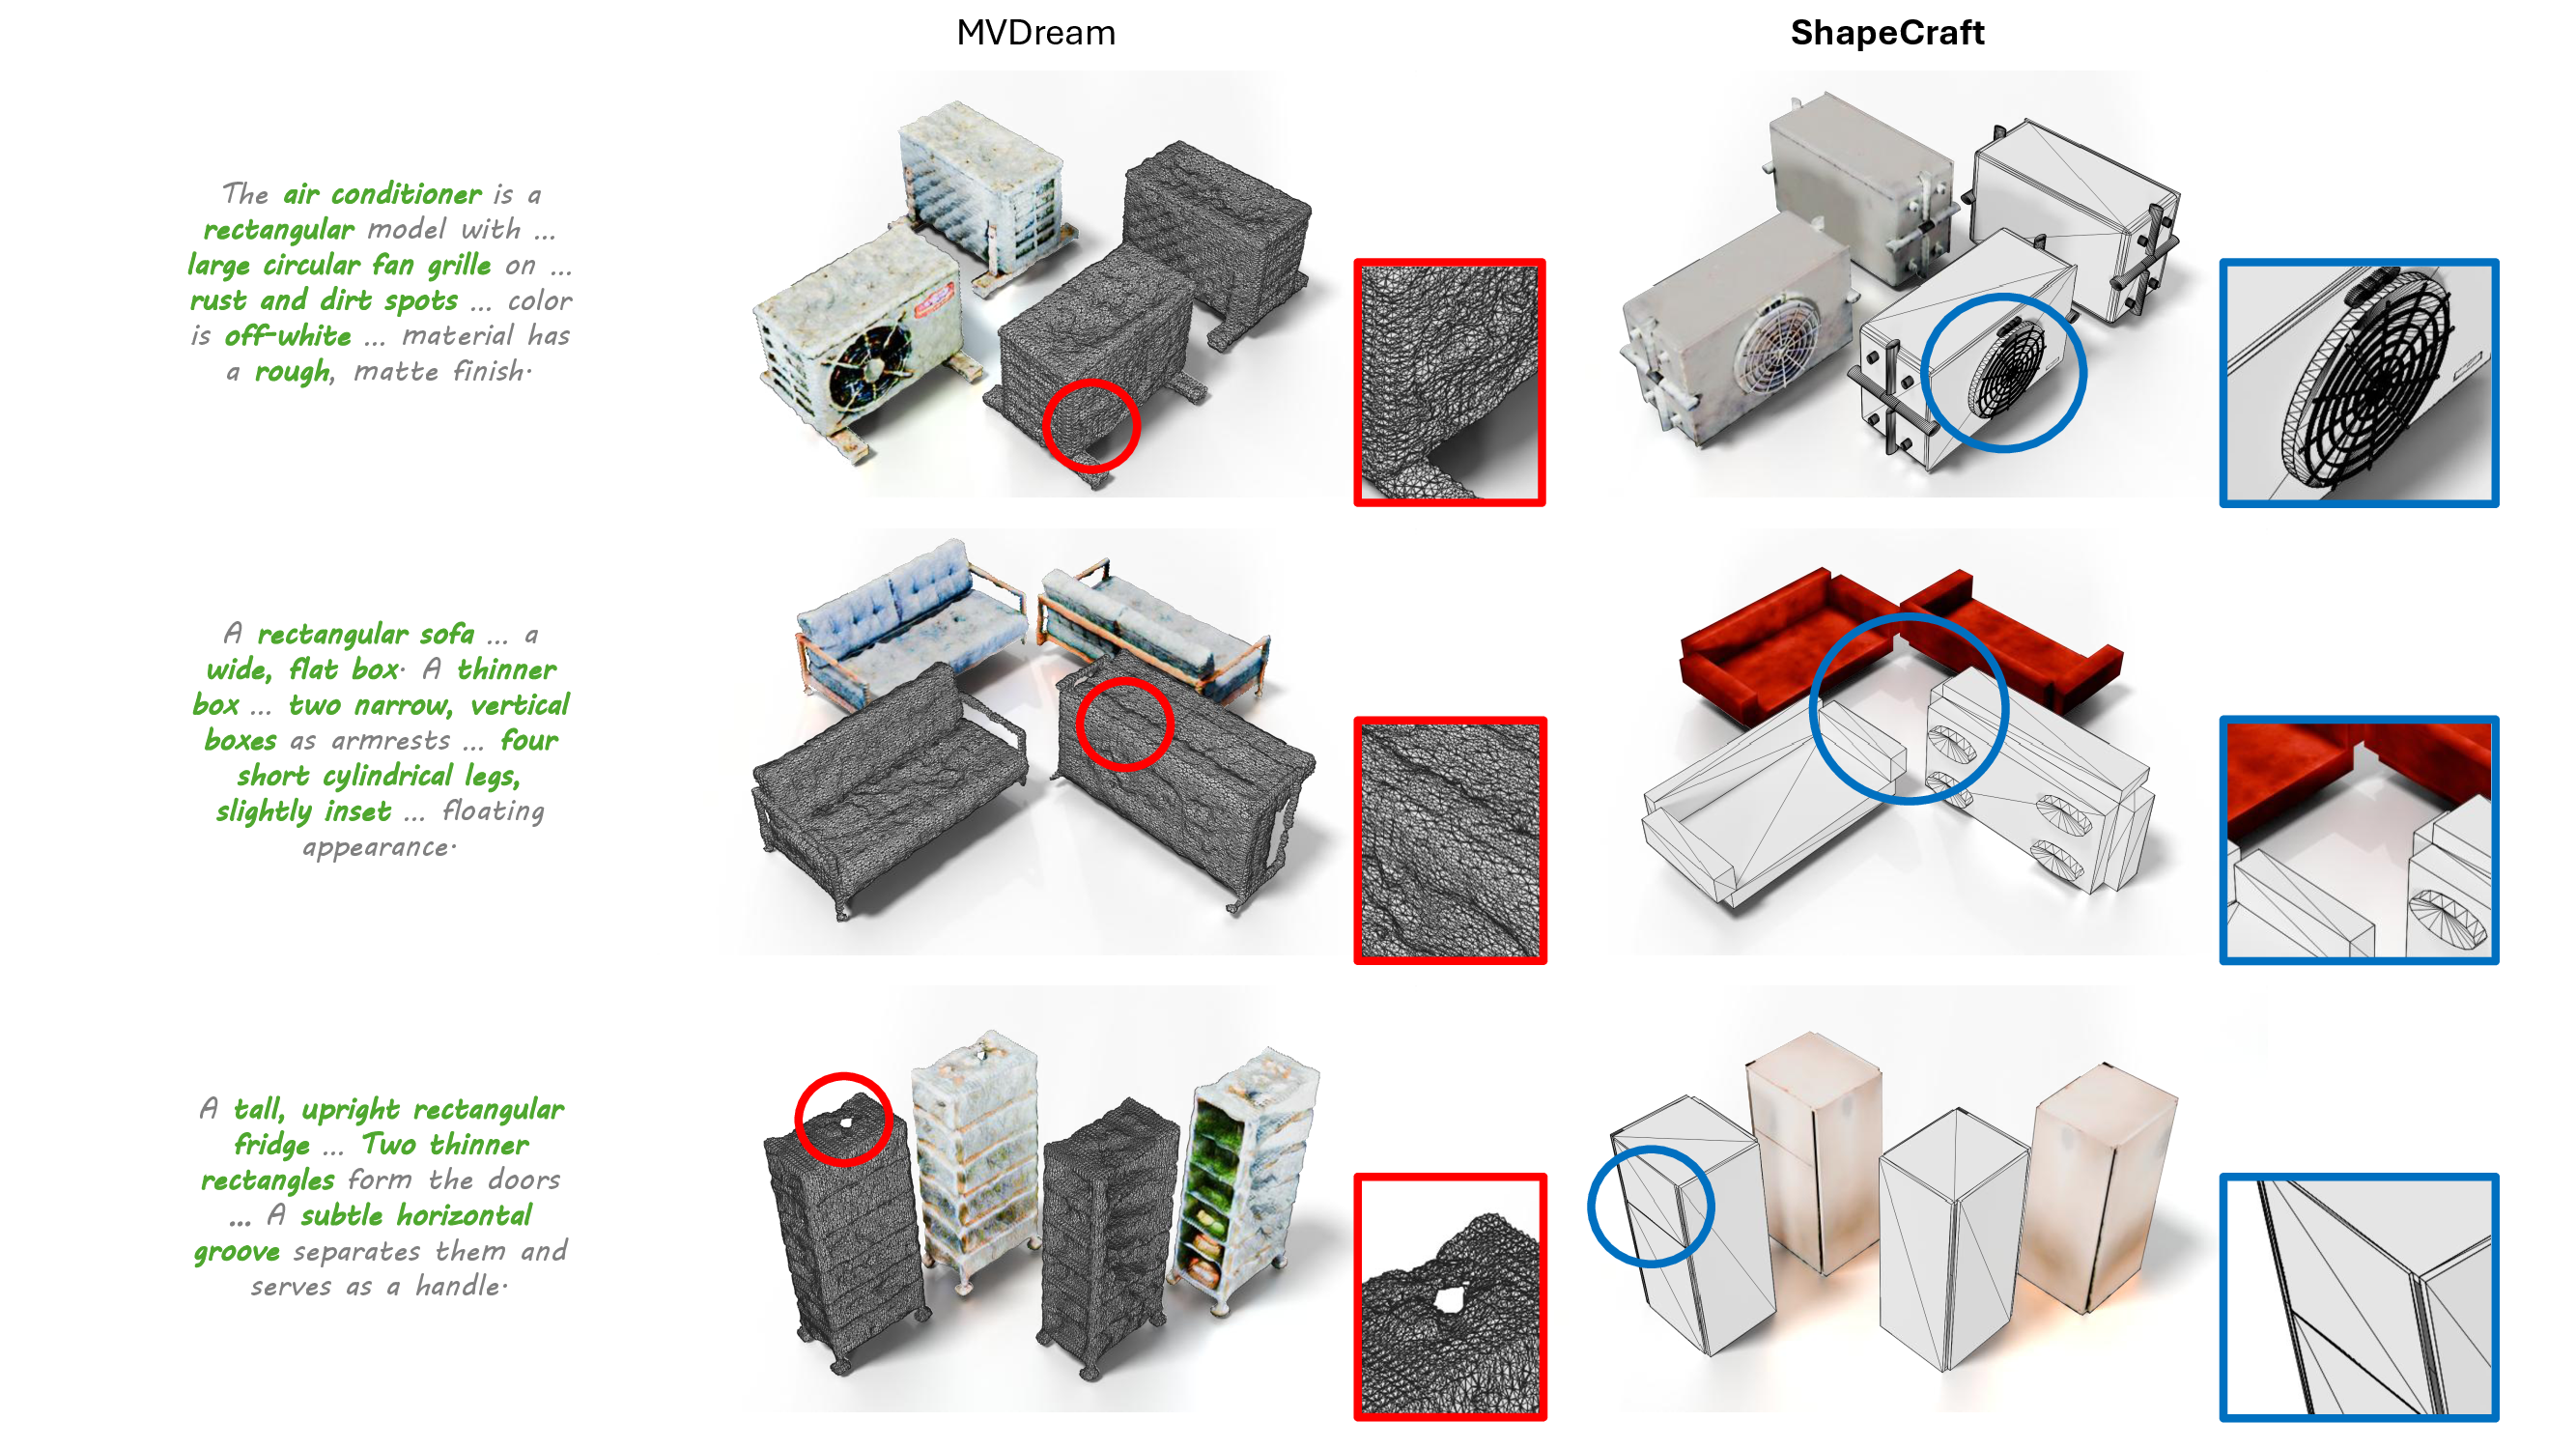 MVDream
ShapeCraft
The air conditioner is a
rectangular model with ...
large circular fan grille on ...
rust and dirt spots ... color
is off-white ... material has
a rough, matte finish.
A rectangular sofa ... a
wide, flat box. A thinner
box ... two narrow, vertical
boxes as armrests ... four
short cylindrical legs,
slightly inset ... floating
appearance.
A tall, upright rectangular
fridge ... Two thinner
rectangles form the doors
... A subtle horizontal
groove separates them and
serves as a handle.